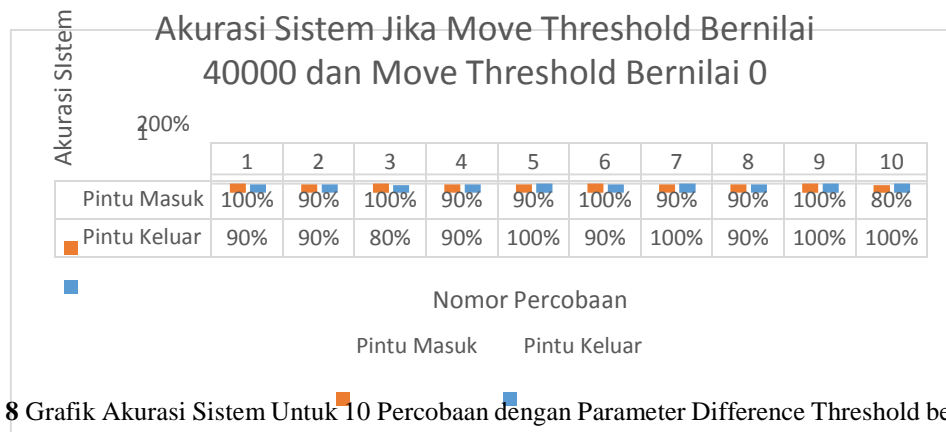 Akurasi Sistem Jika Move Threshold Bernilai
40000 dan Move Threshold Bernilai 0
Akurasi SIstem
200%
1
1 2 3 4 5 6 7 8 9 10
Pintu Masuk 100% 90% 100% 90% 90% 100% 90% 90% 100% 80%
Pintu Keluar 90% 90% 80% 90% 100% 90% 100% 90% 100% 100%
Nomor Percobaan
Pintu Masuk Pintu Keluar
8 Grafik Akurasi Sistem Untuk 10 Percobaan dengan Parameter Difference Threshold be